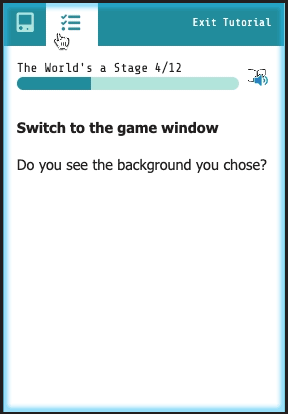 Exit Tutorial
The World's a Stage 4/12
Switch to the game window
Do you see the background you chose?